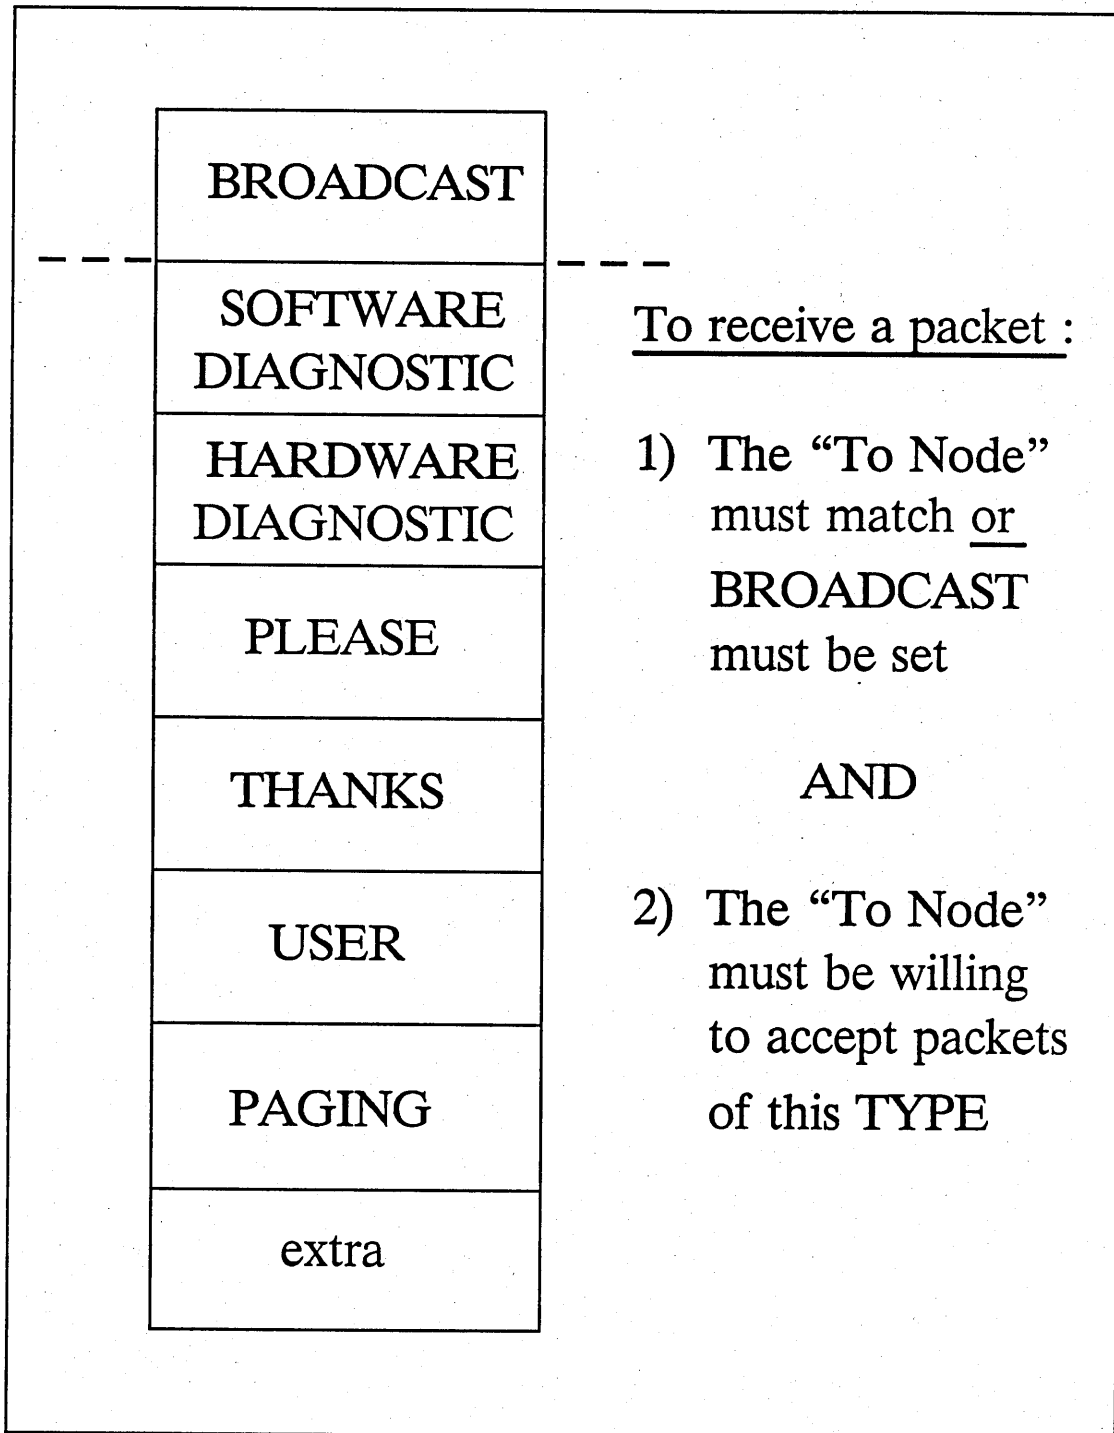 BROADCAST
SOFTWARE
DIAGNOSTIC
HARDWARE
DIAGNOSTIC
PLEASE
THANKS
USER
PAGING
extra
To receive a packet :
1) The “To Node”
must match or
BROADCAST
must be set
AND
2) The “To Node”
must be willing
to accept packets
of this TYPE